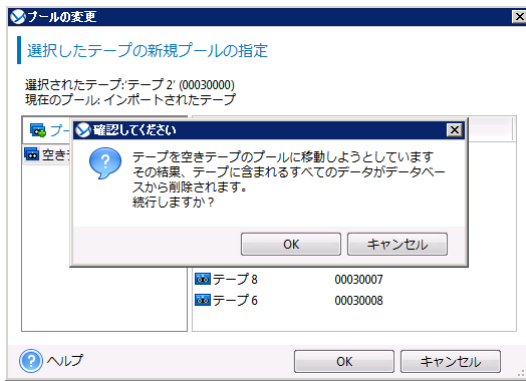 プールの変更
選択したテープの新規プールの指定
選択されたテープ:'テープ 2' (00030000)
現在のプール: インポートされたテープ
プー
空き
確認してください
テープを空きテープのプールに移動しようとしています
その結果、テープに含まれるすべてのデータがデータベー
スから削除されます。
続行しますか？
OK キャンセル
テープ 8 00030007
テープ 6 00030008
ヘルプ OK キャンセル